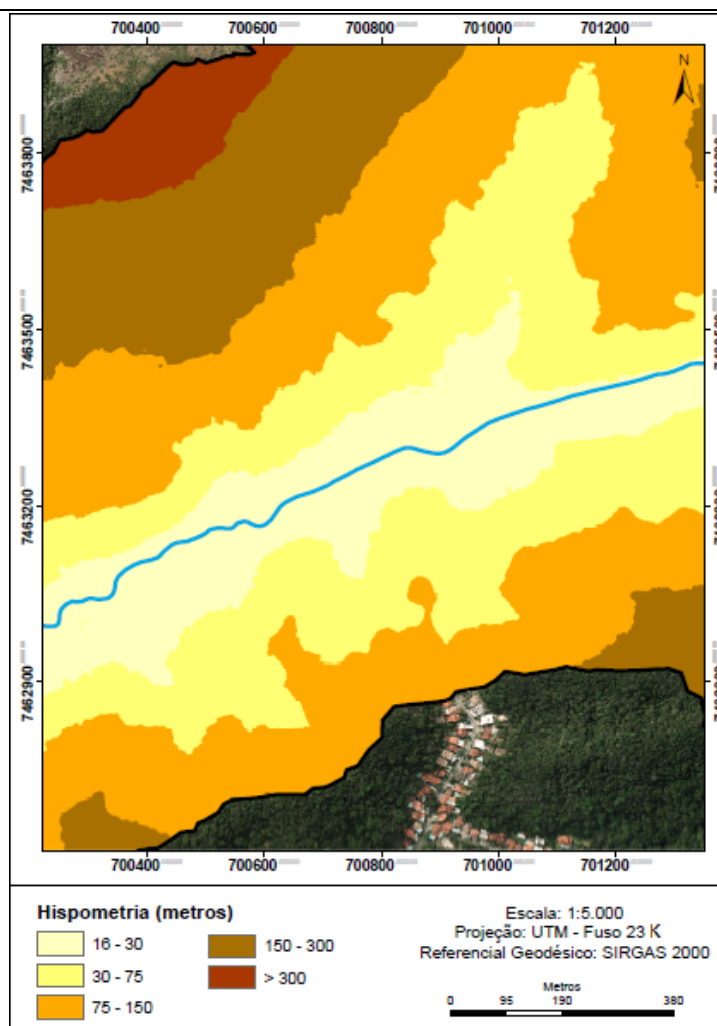 700400 700600 700800 701000 701200
N
7463800
7463500
7463200
7462900
700400 700600 700800 701000 701200
Hispometria (metros)
16 - 30
30 - 75
75 - 150
150 - 300
> 300
Escala: 1:5.000
Projeção: UTM - Fuso 23 K
Referencial Geodésico: SIRGAS 2000
Metros
0 95 190 380